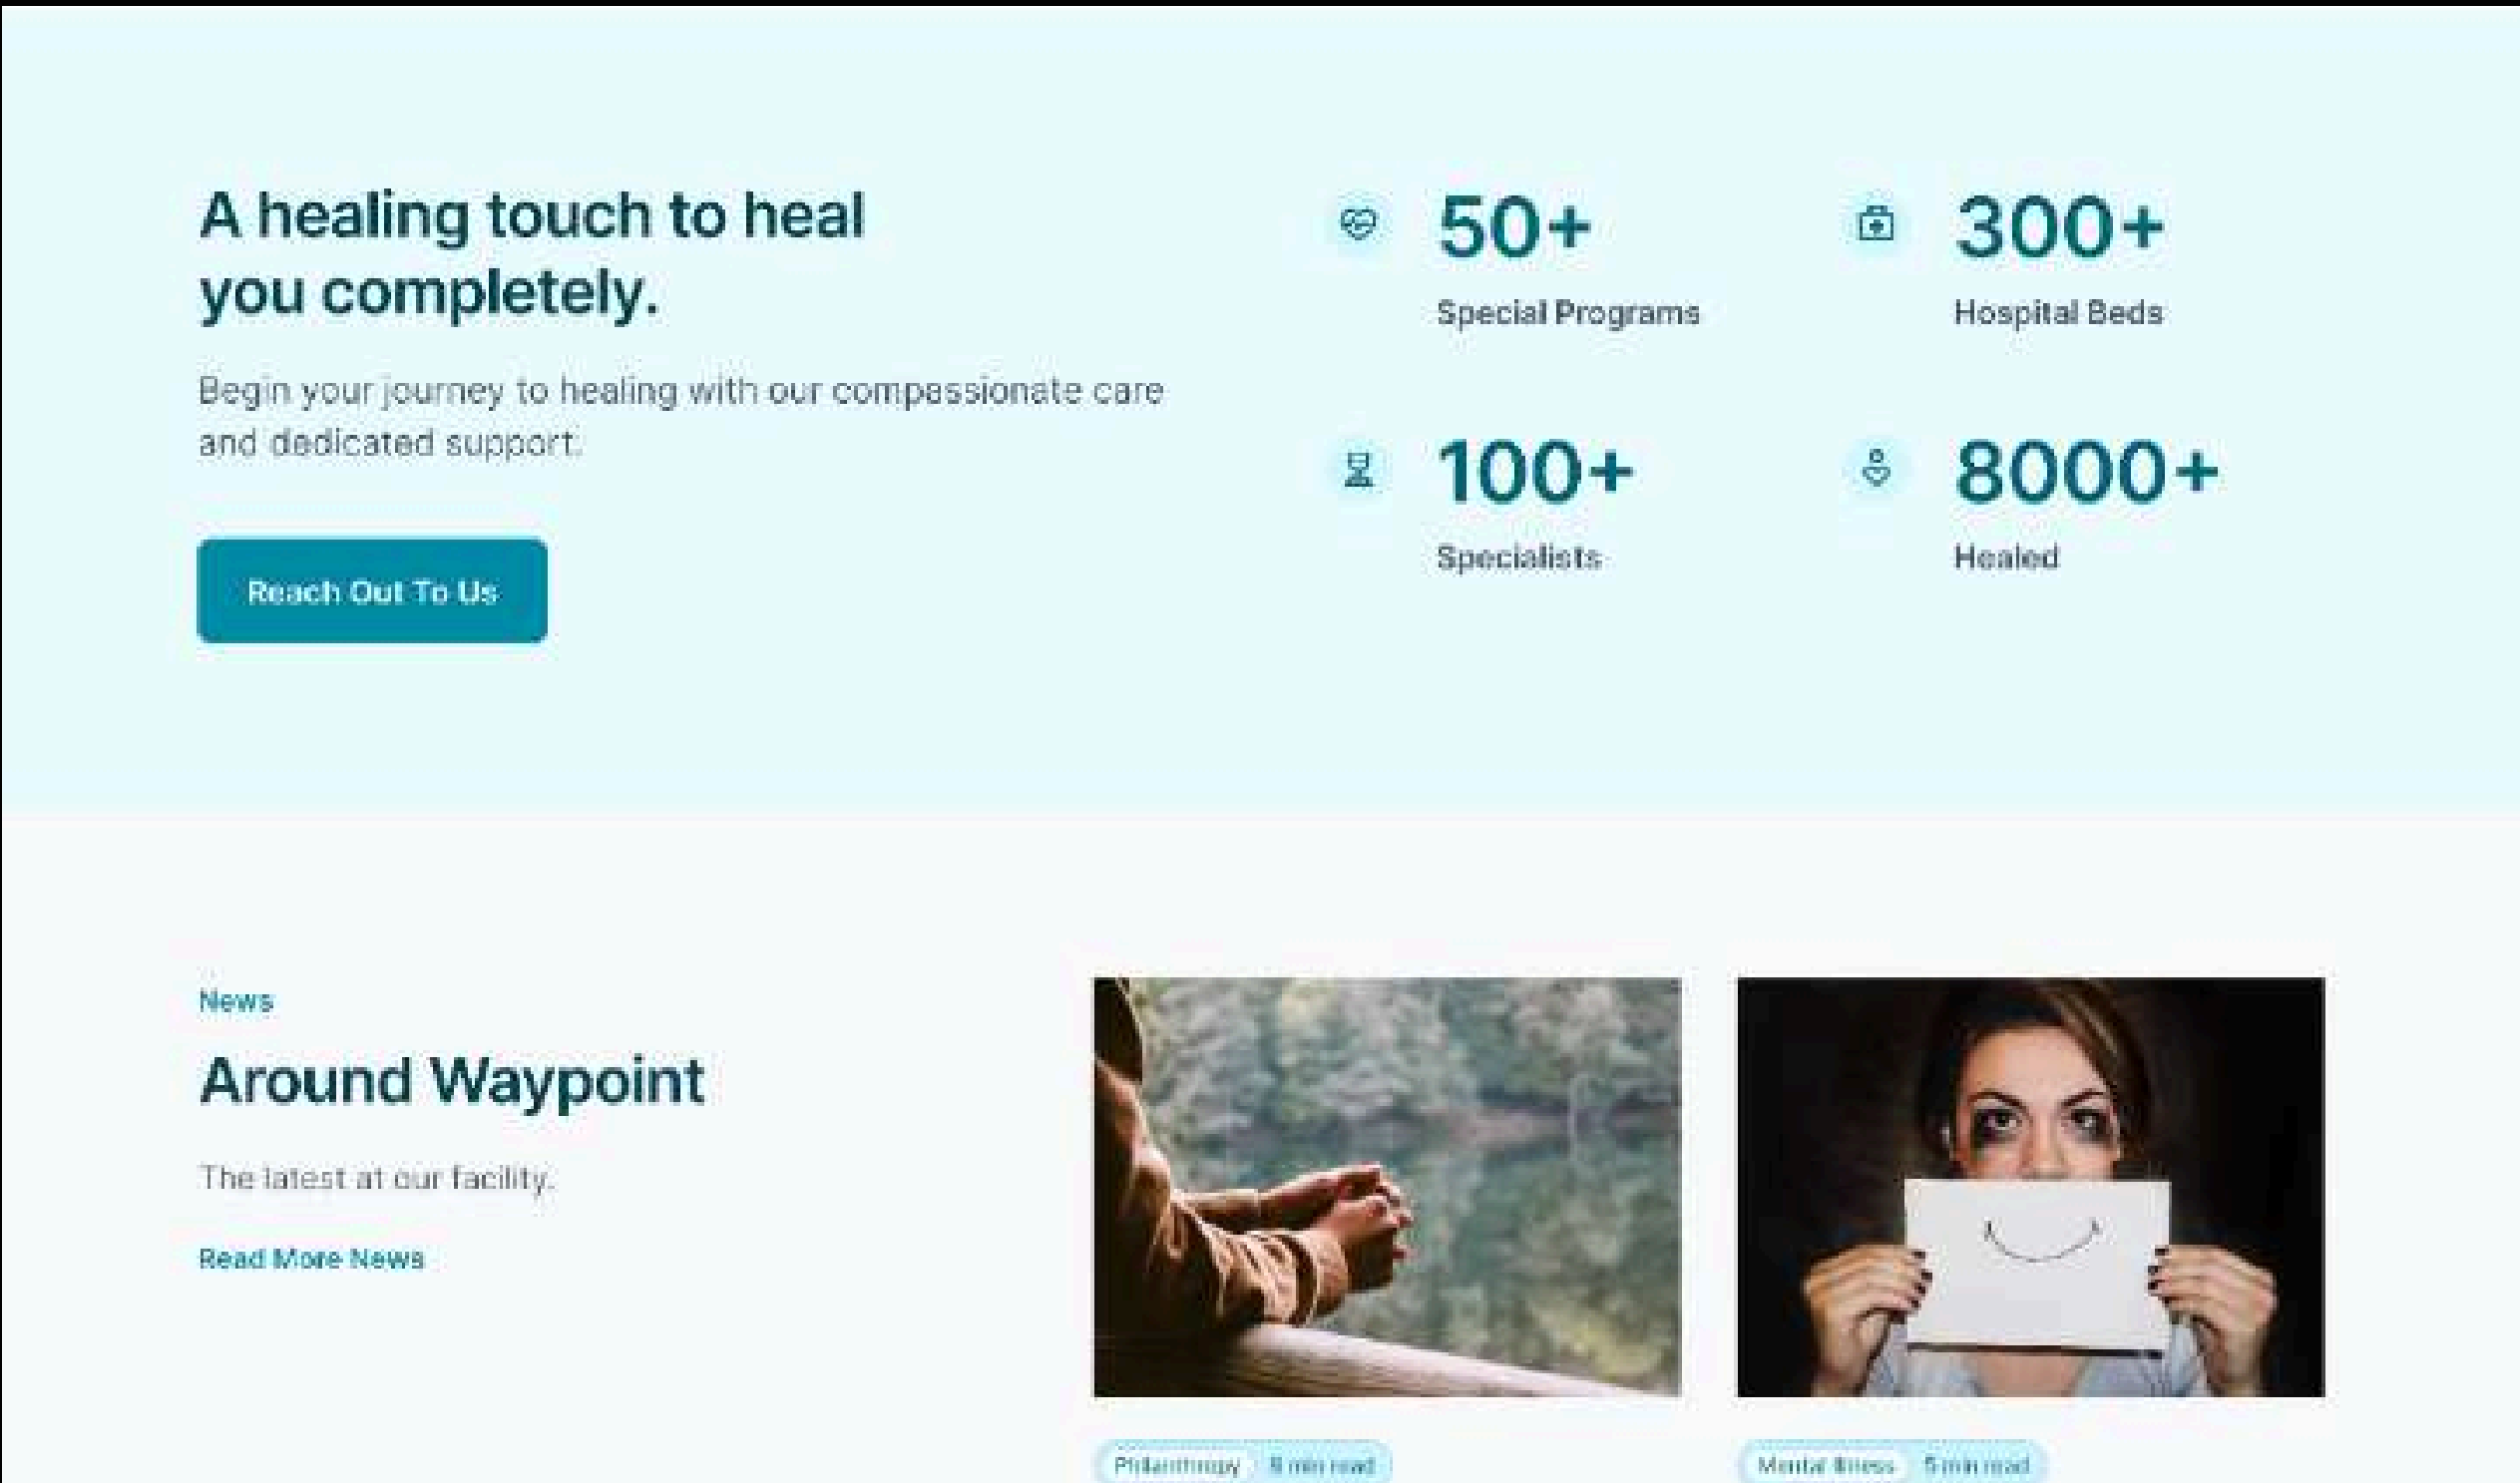 A healing touch to heal
you completely.
Begin your journey to healing with our compassionate care
and dedicated support.
Reach Out To Us
50+
Special Programs
300+
Hospital Beds
100+
Specialists
8000+
Healed
News
Around Waypoint
The latest at our facility.
Read More News
Philanthropy min read
Mental Illness 5 min read